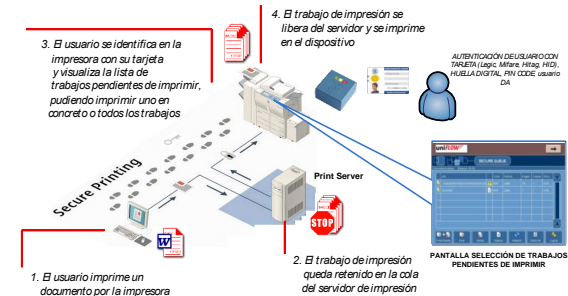 4. El trabajo de impresión se
libera del servidor y se imprime
en el dispositivo
3. El usuario se identifica en la
impresora con su tarjeta
y visualiza la lista de
trabajos pendientes de imprimir,
pudiendo imprimir uno en
concreto o todos los trabajos
AUTENTICACIÓN DE USUARIO CON
TARJETA (Legic, Mifare, Hitag, HID),
HUELLA DIGITAL, PIN CODE, usuario
DA
uniFLOW
SECURE QUEUE
Secure Printing
Print Server
STOP
W
PANTALLA SELECCIÓN DE TRABAJOS
PENDIENTES DE IMPRIMIR
1. El usuario imprime un
documento por la impresora
2. El trabajo de impresión
queda retenido en la cola
del servidor de impresión